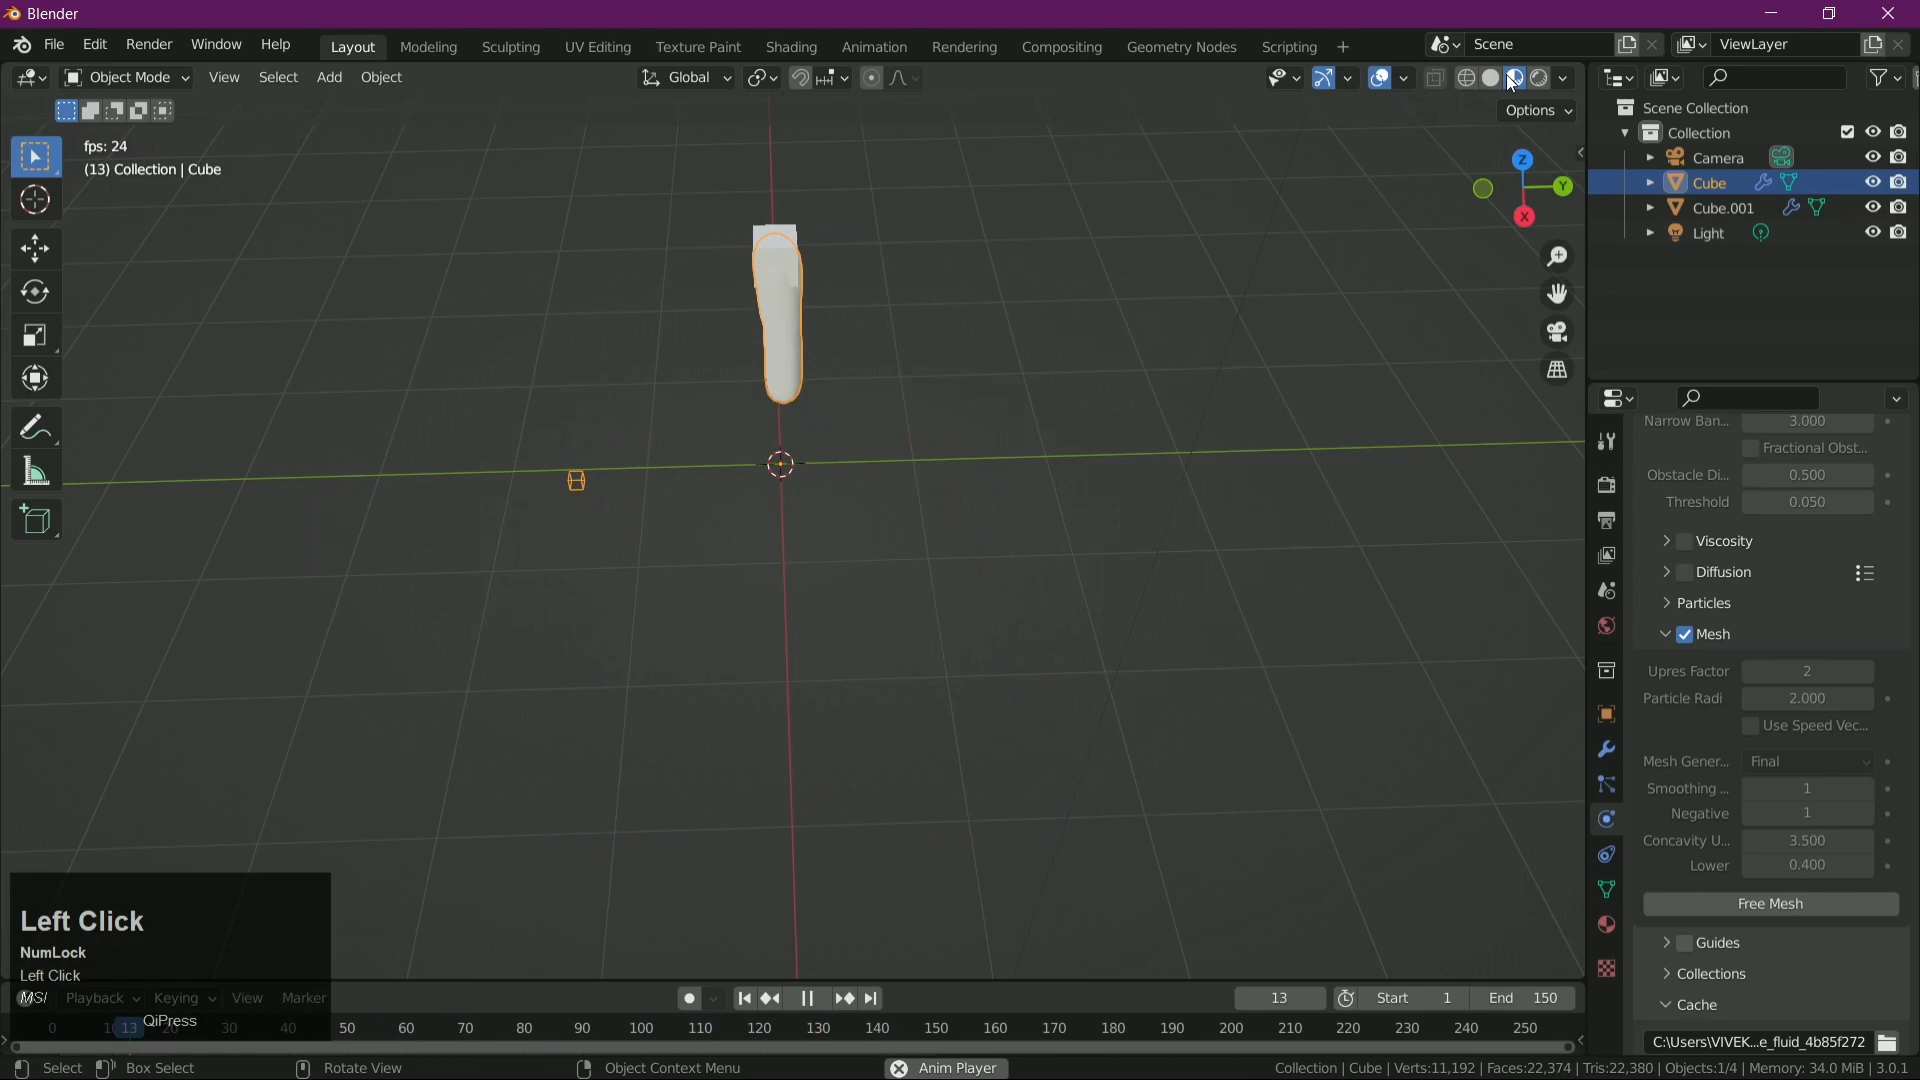 Blender
File Edit Render Window Help Layout Modeling Sculpting UV Editing Texture Paint Shading Animation Rendering Compositing Geometry Nodes Scripting + Scene ViewLayer
Object Mode View Select Add Object Global
Options
fps: 24
(13) Collection | Cube
Z
Y
X
Scene Collection
Collection
Camera
Cube
Cube.001
Light
Narrow Ban... 3.000
Fractional Obst...
Obstacle Di... 0.500
Threshold 0.050
Viscosity
Diffusion
Particles
Mesh
Upres Factor 2
Particle Radi 2.000
Use Speed Vec...
Mesh Gener... Final
Smoothing ... 1
Negative 1
Concavity U... 3.500
Lower 0.400
Free Mesh
Guides
Collections
Cache
C:\Users\VIVEK...e_fluid_4b85f272
Left Click
NumLock
Left Click
MSI
QiPress
Playback Keying View Marker 13 Start 1 End 150
0 13 30 40 50 60 70 80 90 100 110 120 130 140 150 160 170 180 190 200 210 220 230 240 250
Select Box Select Rotate View Object Context Menu Anim Player Collection | Cube | Verts:11,192 | Faces:22,374 | Tris:22,380 | Objects:1/4 | Memory: 34.0 MiB | 3.0.1